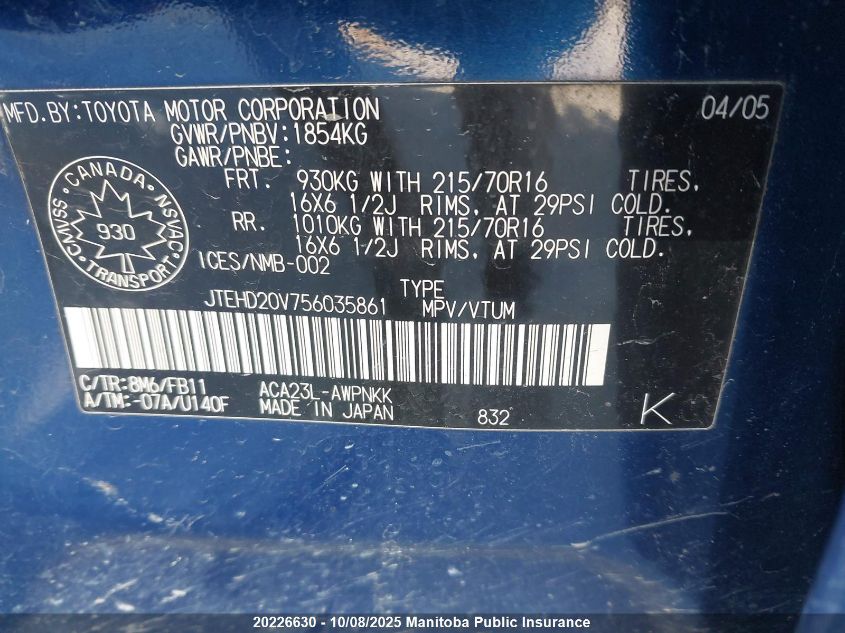 MFD.BY:TOYOTA MOTOR CORPORATION 04/05
GVWR/PNBV:1854KG
GAWR/PNBE:
FRT. 930KG WITH 215/70R16 TIRES,
16X6 1/2J RIMS, AT 29PSI COLD.
RR. 1010KG WITH 215/70R16 TIRES,
16X6 1/2J RIMS, AT 29PSI COLD.
CANADA
CMVSS NSVAC
930
TRANSPORT
ICES/NMB-002
JTEHD20V756035861 TYPE
MPV/VTUM
C/TR:8M6/FB11 ACA23L-AWPNKK
A/TM:-07A/U140F MADE IN JAPAN 832 K
20226630 - 10/08/2025 Manitoba Public Insurance